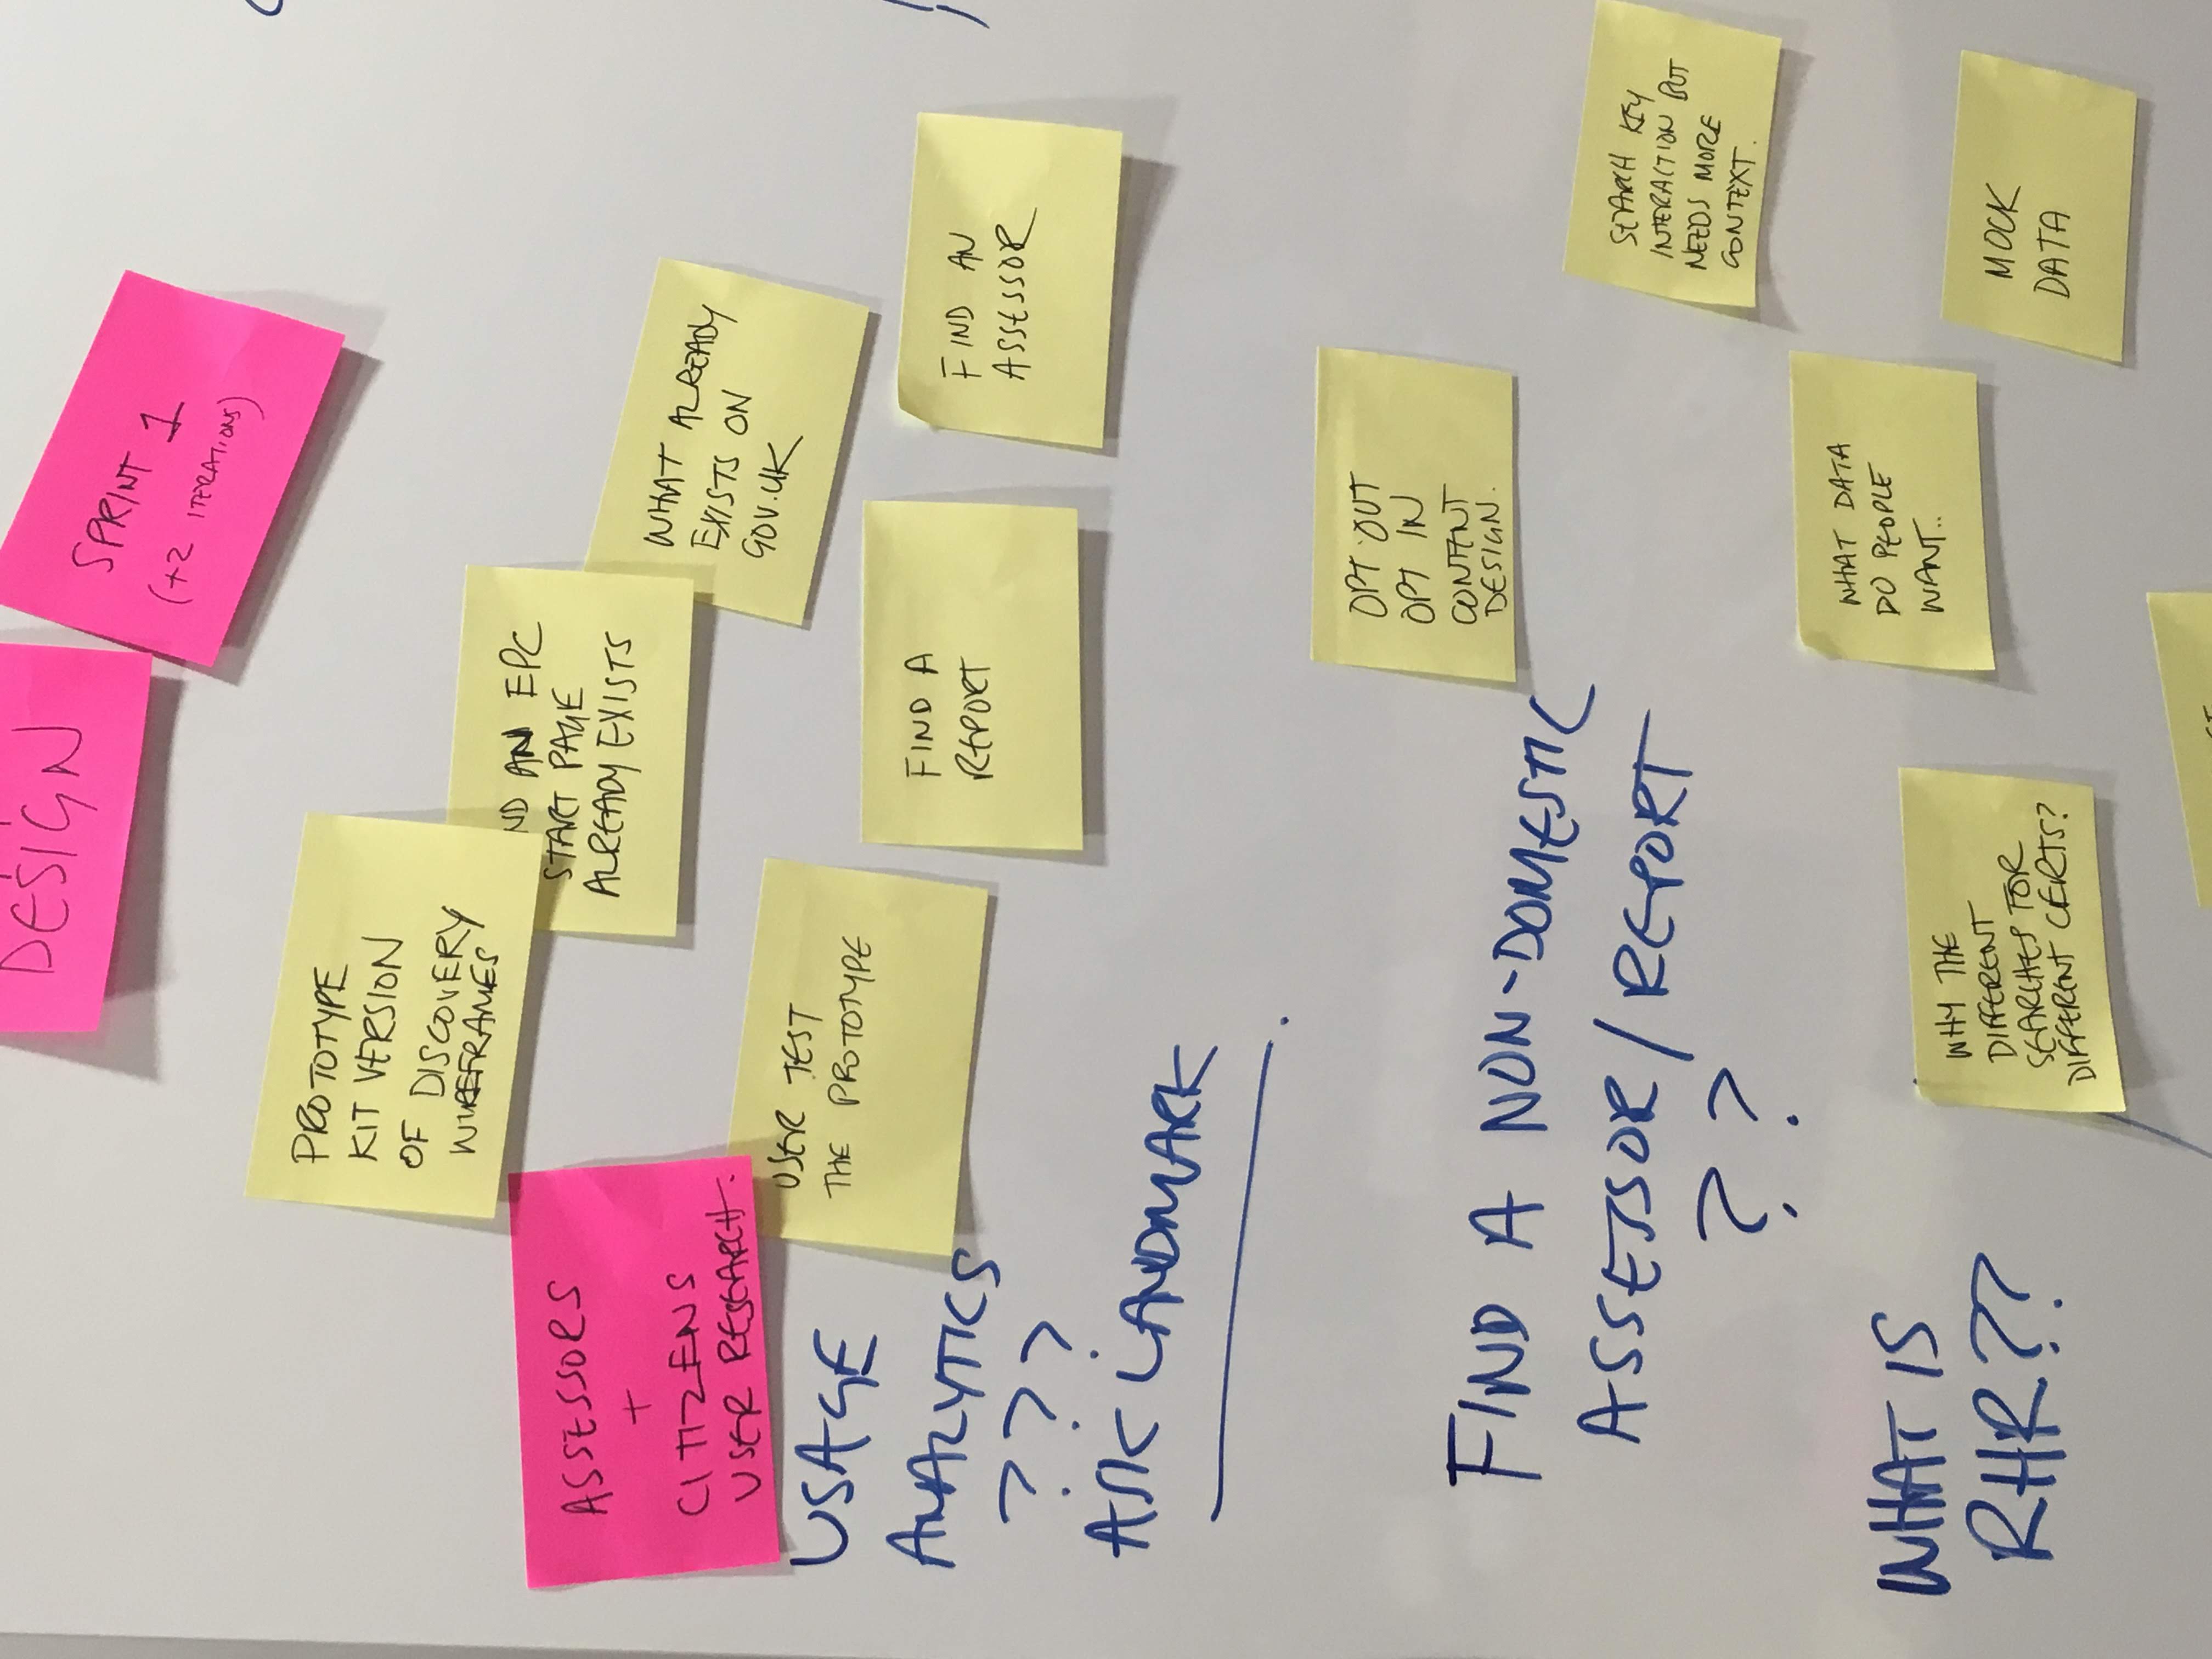 DESIGN
SPRINT 1
(+2 ITERATIONS)
PROTOTYPE
KIT VERSION
OF DISCOVERY
WIREFRAMES
ND AN EPC
START PAGE
ALREADY EXISTS
ASSESSORS
+
CITIZENS
USER RESEARCH.
WHAT ALREADY
EXISTS ON
GOV.UK
USER TEST
THE PROTOTYPE
USAGE
ANALYTICS
???
ASK LANDMARK
FIND A
REPORT
FIND AN
ASSESSOR
OPT OUT
OPT IN
CONTENT
DESIGN.
FIND A NON-DOMESTIC
ASSESSOR/REPORT
??
SEARCH KEY
INTERACTION BUT
NEEDS MORE
CONTEXT.
WHAT DATA
DO PEOPLE
WANT..
WHAT IS
RHR??
WHY THE
DIFFERENT
SEARCHES FOR
DIFFERENT CERTS?
MOCK
DATA